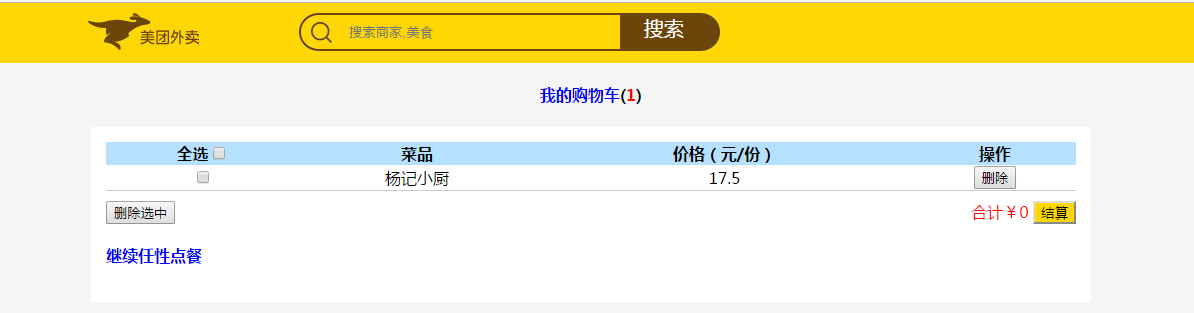 美团外卖 搜索商家,美食 搜索
我的购物车(1)
全选 菜品 价格（元/份） 操作
杨记小厨 17.5 删除
删除选中 合计￥0 结算
继续任性点餐